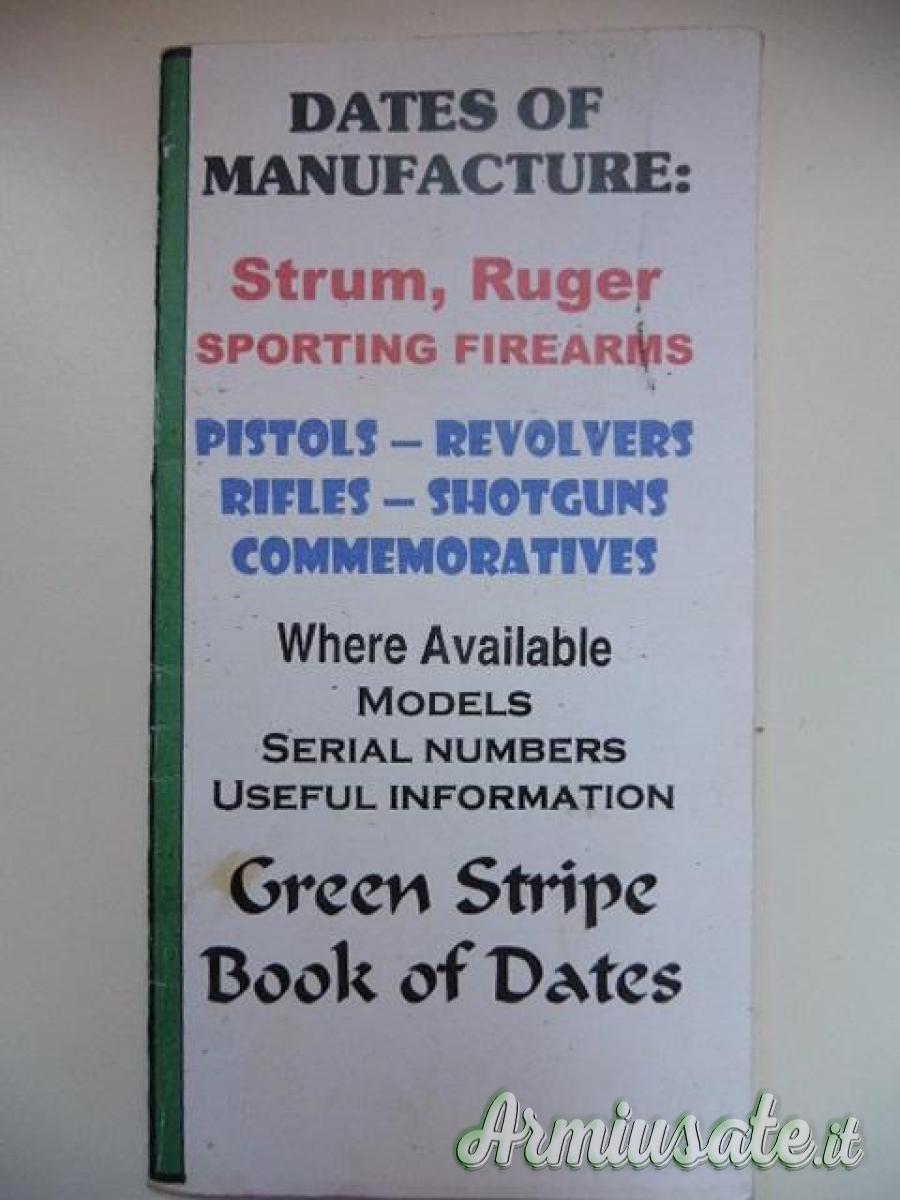 DATES OF
MANUFACTURE:
Strum, Ruger
SPORTING FIREARMS
PISTOLS – REVOLVERS
RIFLES – SHOTGUNS
COMMEMORATIVES
Where Available
MODELS
SERIAL NUMBERS
USEFUL INFORMATION
Green Stripe
Book of Dates
Armiusate.it